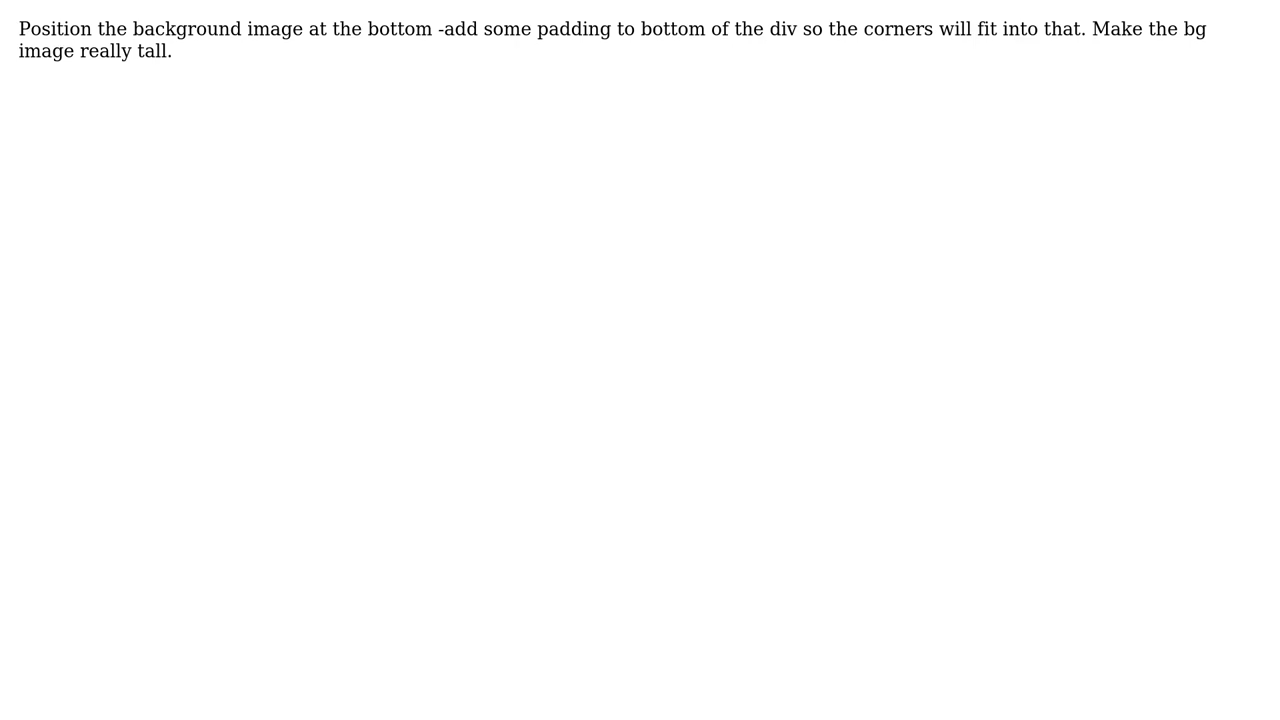 Position the background image at the bottom -add some padding to bottom of the div so the corners will fit into that. Make the bg
image really tall.